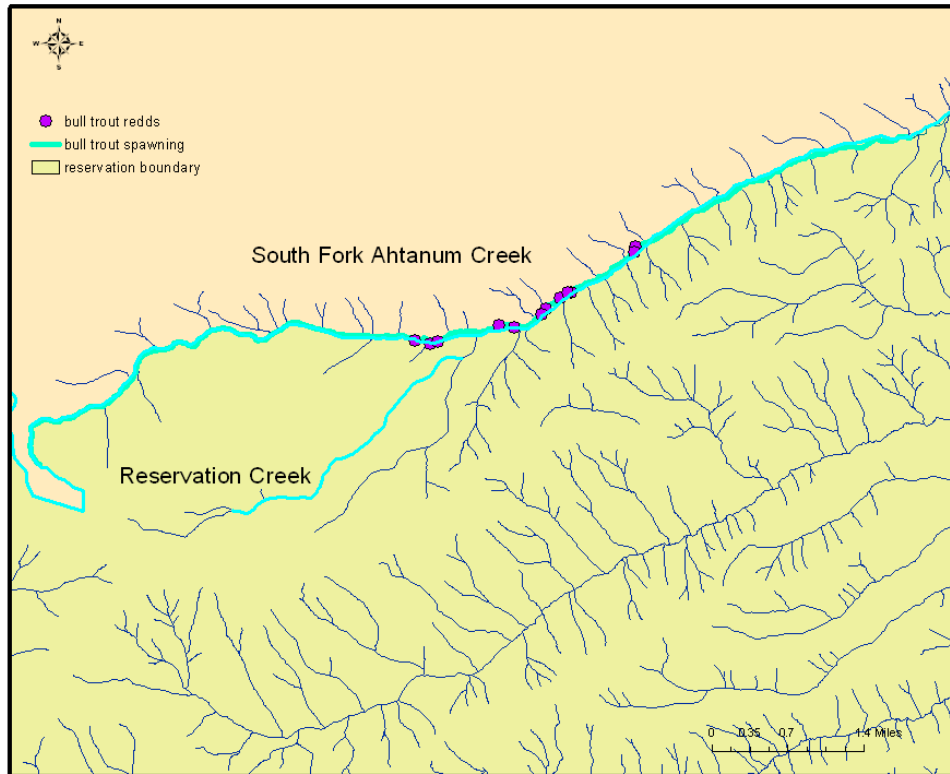 N
W E
S
bull trout redds
bull trout spawning
reservation boundary
South Fork Ahtanum Creek
Reservation Creek
0 0.35 0.7 1.4 Miles